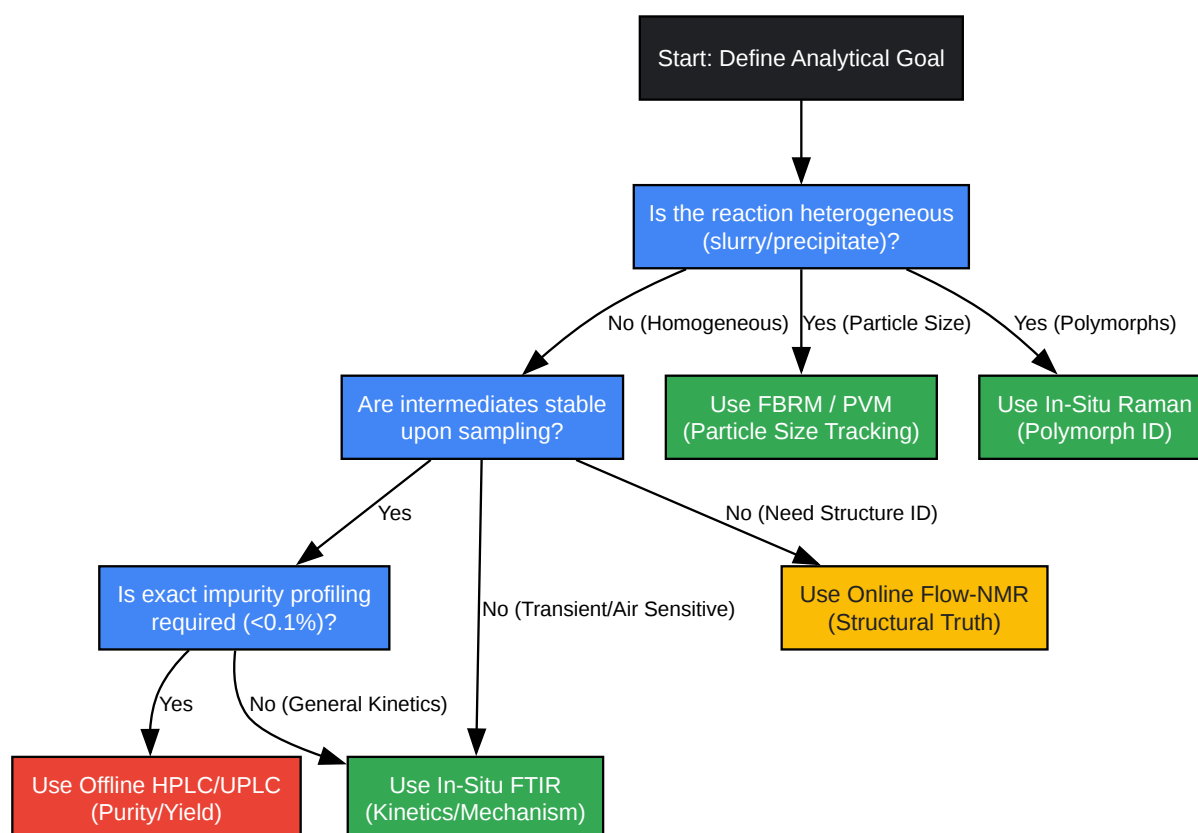 Start: Define Analytical Goal
Is the reaction heterogeneous
(slurry/precipitate)?
No (Homogeneous)
Yes (Particle Size)
Yes (Polymorphs)
Are intermediates stable
upon sampling?
Use FBRM / PVM
(Particle Size Tracking)
Use In-Situ Raman
(Polymorph ID)
Yes
No (Transient/Air Sensitive)
No (Need Structure ID)
Is exact impurity profiling
required (<0.1%)?
Use Online Flow-NMR
(Structural Truth)
Yes
No (General Kinetics)
Use Offline HPLC/UPLC
(Purity/Yield)
Use In-Situ FTIR
(Kinetics/Mechanism)